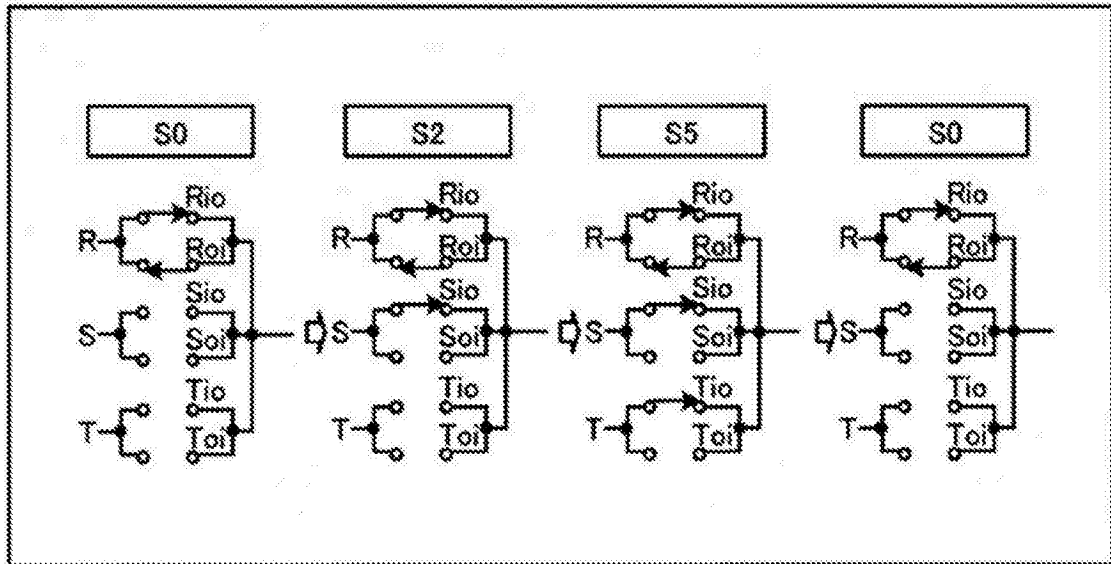 S0 S2 S5 S0
Rio Rio Rio Rio
R R R R
Roi Roi Roi Roi
Sio Sio Sio Sio
S S S S
Soi Soi Soi Soi
Tio Tio Tio Tio
T T T T
Toi Toi Toi Toi